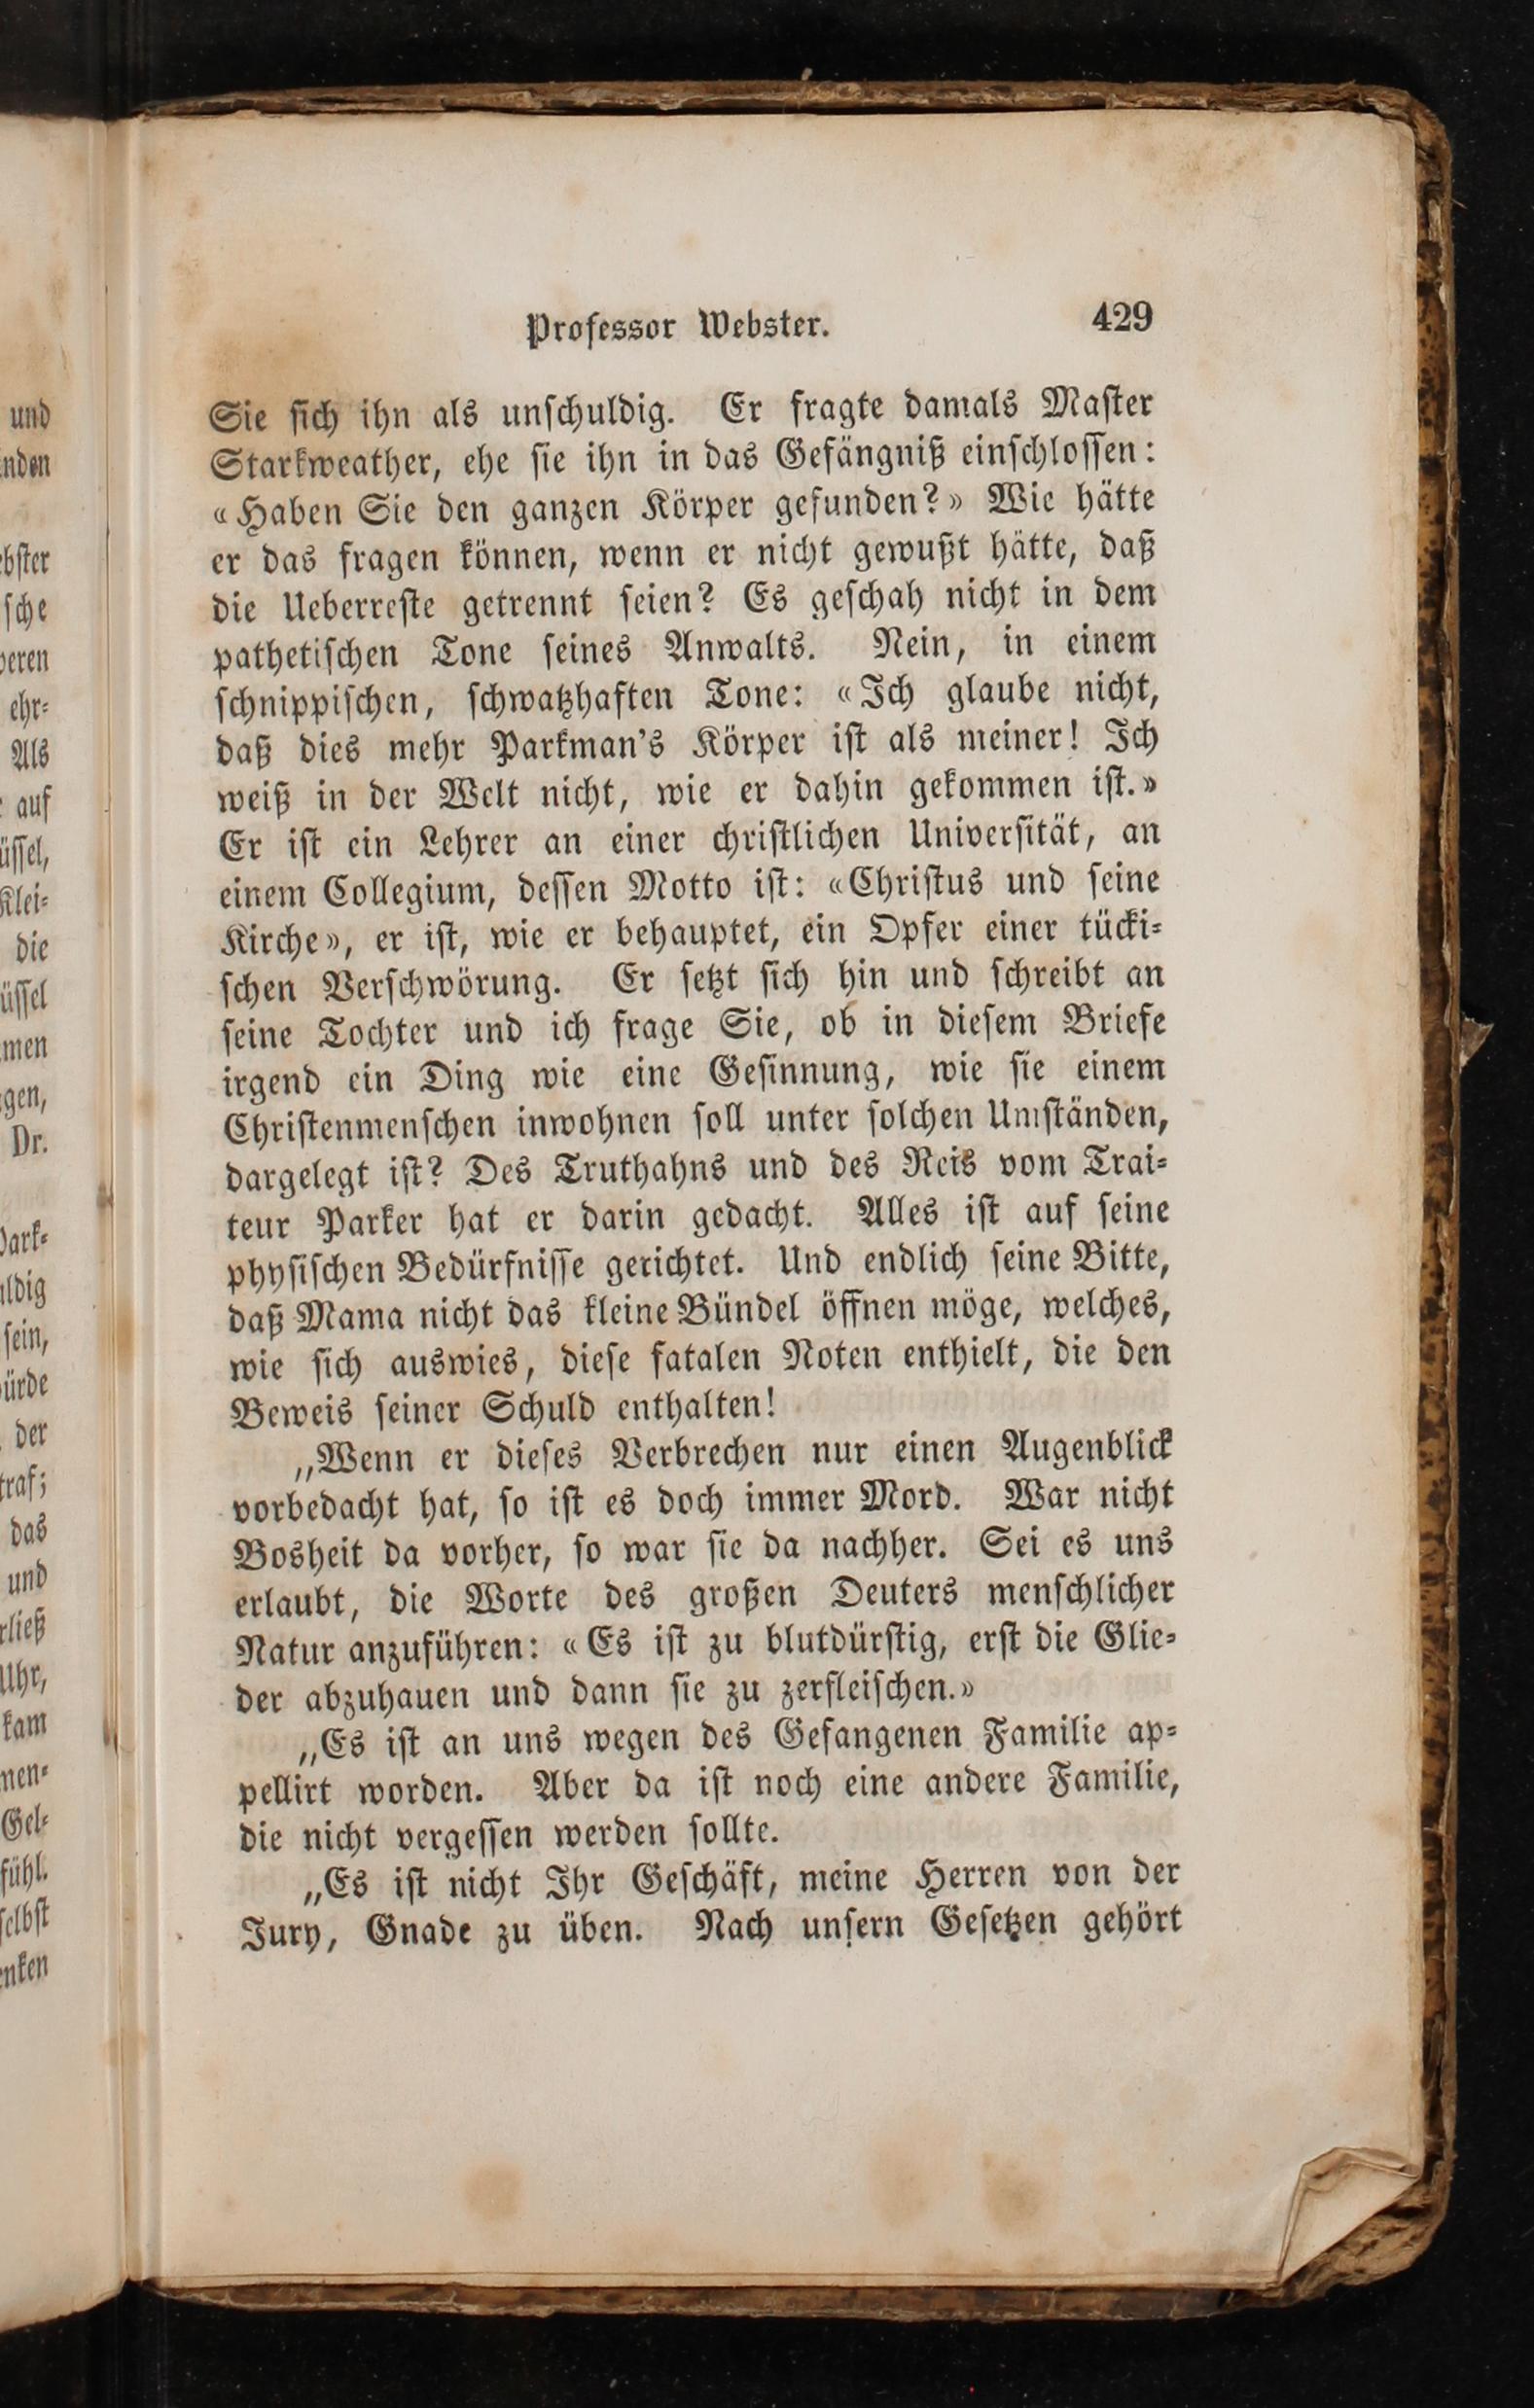 Professor Webster. 429
Sie ſich ihn als unſchuldig. Er fragte damals Maſter
Starkweather, ehe ſie ihn in das Gefängniß einſchloſſen:
«Haben Sie den ganzen Körper gefunden?» Wie hätte
er das fragen können, wenn er nicht gewußt hätte, daß
die Ueberreſte getrennt ſeien? Es geſchah nicht in dem
pathetiſchen Tone ſeines Anwalts. Nein, in einem
ſchnippiſchen, ſchwatzhaften Tone: «Ich glaube nicht,
daß dies mehr Parkman's Körper iſt als meiner! Ich
weiß in der Welt nicht, wie er dahin gekommen iſt.»
Er iſt ein Lehrer an einer chriſtlichen Univerſität, an
einem Collegium, deſſen Motto iſt: «Chriſtus und ſeine
Kirche», er iſt, wie er behauptet, ein Opfer einer tücki-
ſchen Verſchwörung. Er ſetzt ſich hin und ſchreibt an
ſeine Tochter und ich frage Sie, ob in dieſem Briefe
irgend ein Ding wie eine Geſinnung, wie ſie einem
Chriſtenmenſchen inwohnen ſoll unter ſolchen Umſtänden,
dargelegt iſt? Des Truthahns und des Reis vom Trai-
teur Parker hat er darin gedacht. Alles iſt auf ſeine
phyſiſchen Bedürfniſſe gerichtet. Und endlich ſeine Bitte,
daß Mama nicht das kleine Bündel öffnen möge, welches,
wie ſich auswies, dieſe fatalen Noten enthielt, die den
Beweis ſeiner Schuld enthalten!
„Wenn er dieſes Verbrechen nur einen Augenblick
vorbedacht hat, ſo iſt es doch immer Mord. War nicht
Bosheit da vorher, ſo war ſie da nachher. Sei es uns
erlaubt, die Worte des großen Deuters menſchlicher
Natur anzuführen: «Es iſt zu blutdürſtig, erſt die Glie-
der abzuhauen und dann ſie zu zerfleiſchen.»
„Es iſt an uns wegen des Gefangenen Familie ap-
pellirt worden. Aber da iſt noch eine andere Familie,
die nicht vergeſſen werden ſollte.
„Es iſt nicht Ihr Geſchäft, meine Herren von der
Jury, Gnade zu üben. Nach unſern Geſetzen gehört